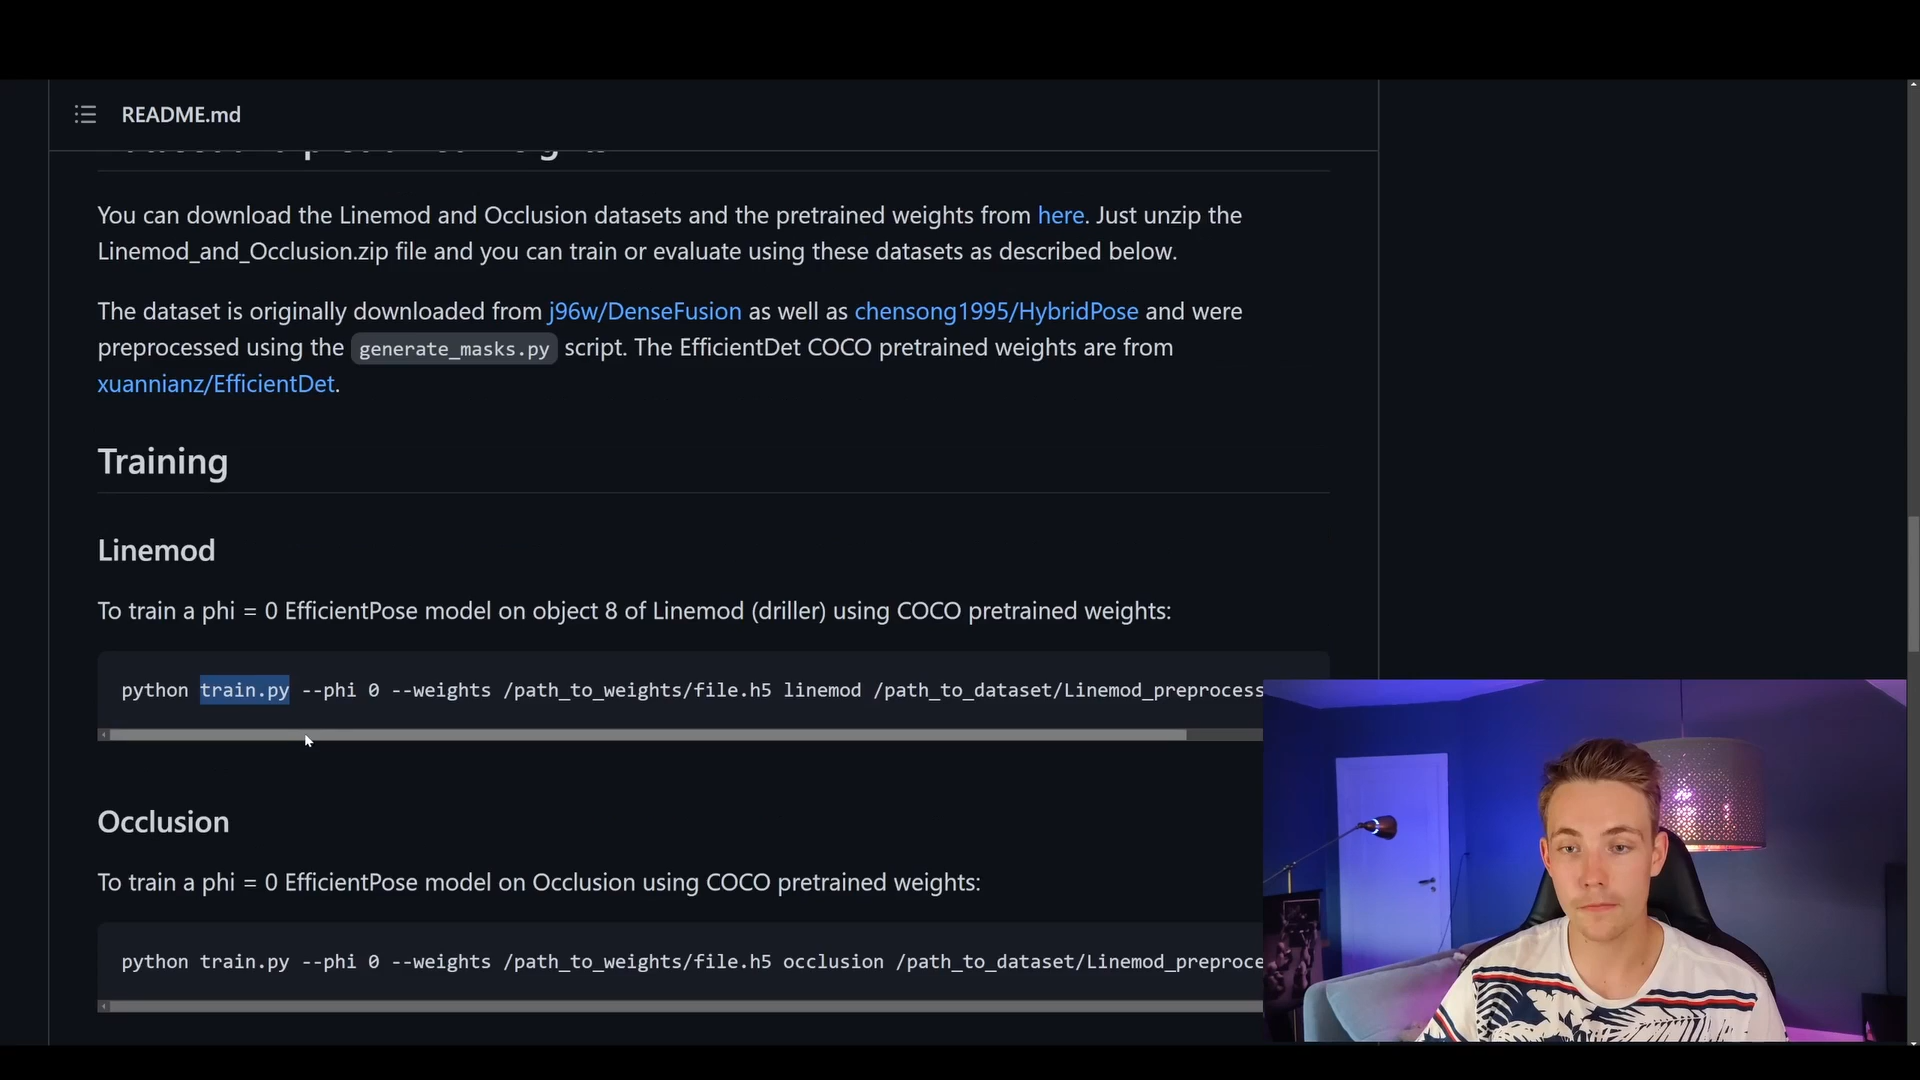 README.md
You can download the Linemod and Occlusion datasets and the pretrained weights from here. Just unzip the
Linemod_and_Occlusion.zip file and you can train or evaluate using these datasets as described below.
The dataset is originally downloaded from j96w/DenseFusion as well as chensong1995/HybridPose and were
preprocessed using the generate_masks.py script. The EfficientDet COCO pretrained weights are from
xuannianz/EfficientDet.
Training
Linemod
To train a phi = 0 EfficientPose model on object 8 of Linemod (driller) using COCO pretrained weights:
python train.py --phi 0 --weights /path_to_weights/file.h5 linemod /path_to_dataset/Linemod_preprocess
Occlusion
To train a phi = 0 EfficientPose model on Occlusion using COCO pretrained weights:
python train.py --phi 0 --weights /path_to_weights/file.h5 occlusion /path_to_dataset/Linemod_preproce